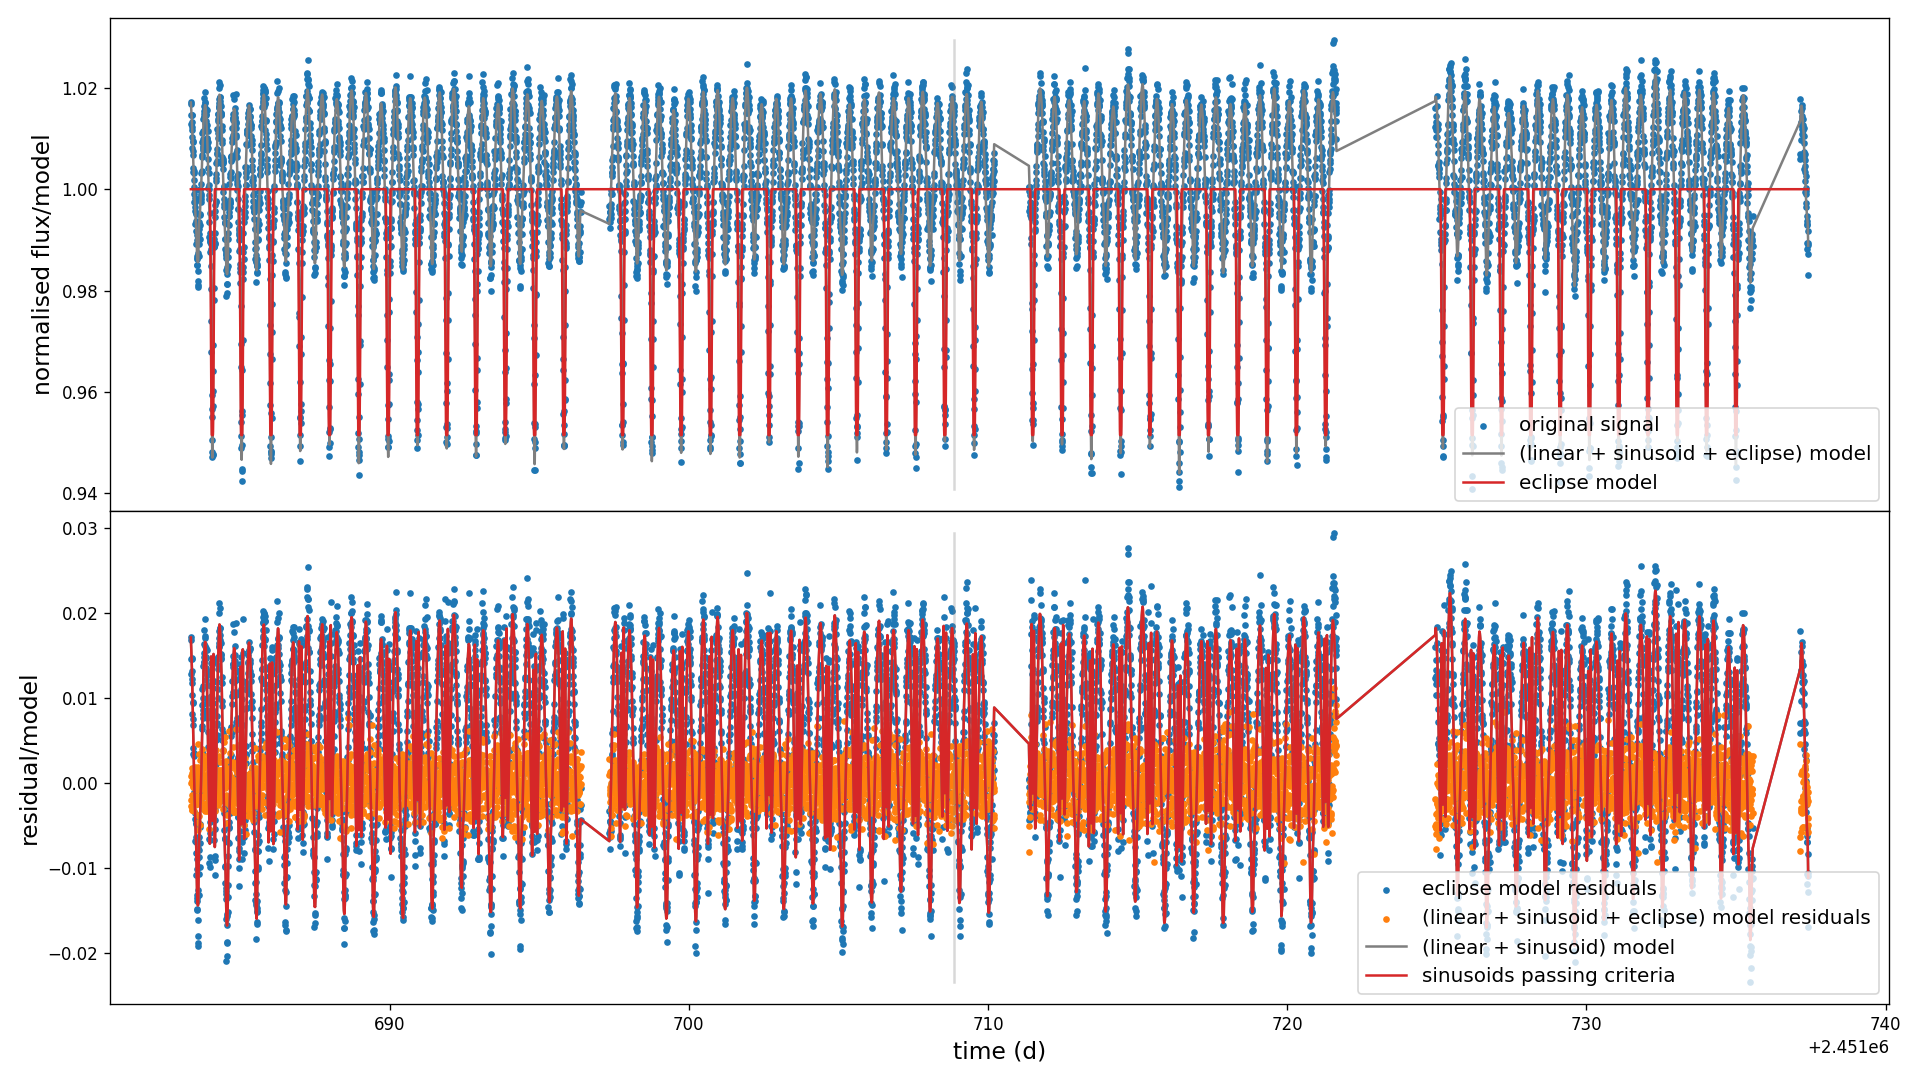 normalised flux/model
1.02
1.00
0.98
0.96
0.94
original signal
(linear + sinusoid + eclipse) model
eclipse model
residual/model
0.03
0.02
0.01
0.00
−0.01
−0.02
eclipse model residuals
(linear + sinusoid + eclipse) model residuals
(linear + sinusoid) model
sinusoids passing criteria
690
700
710
720
730
740
time (d)
+2.451e6